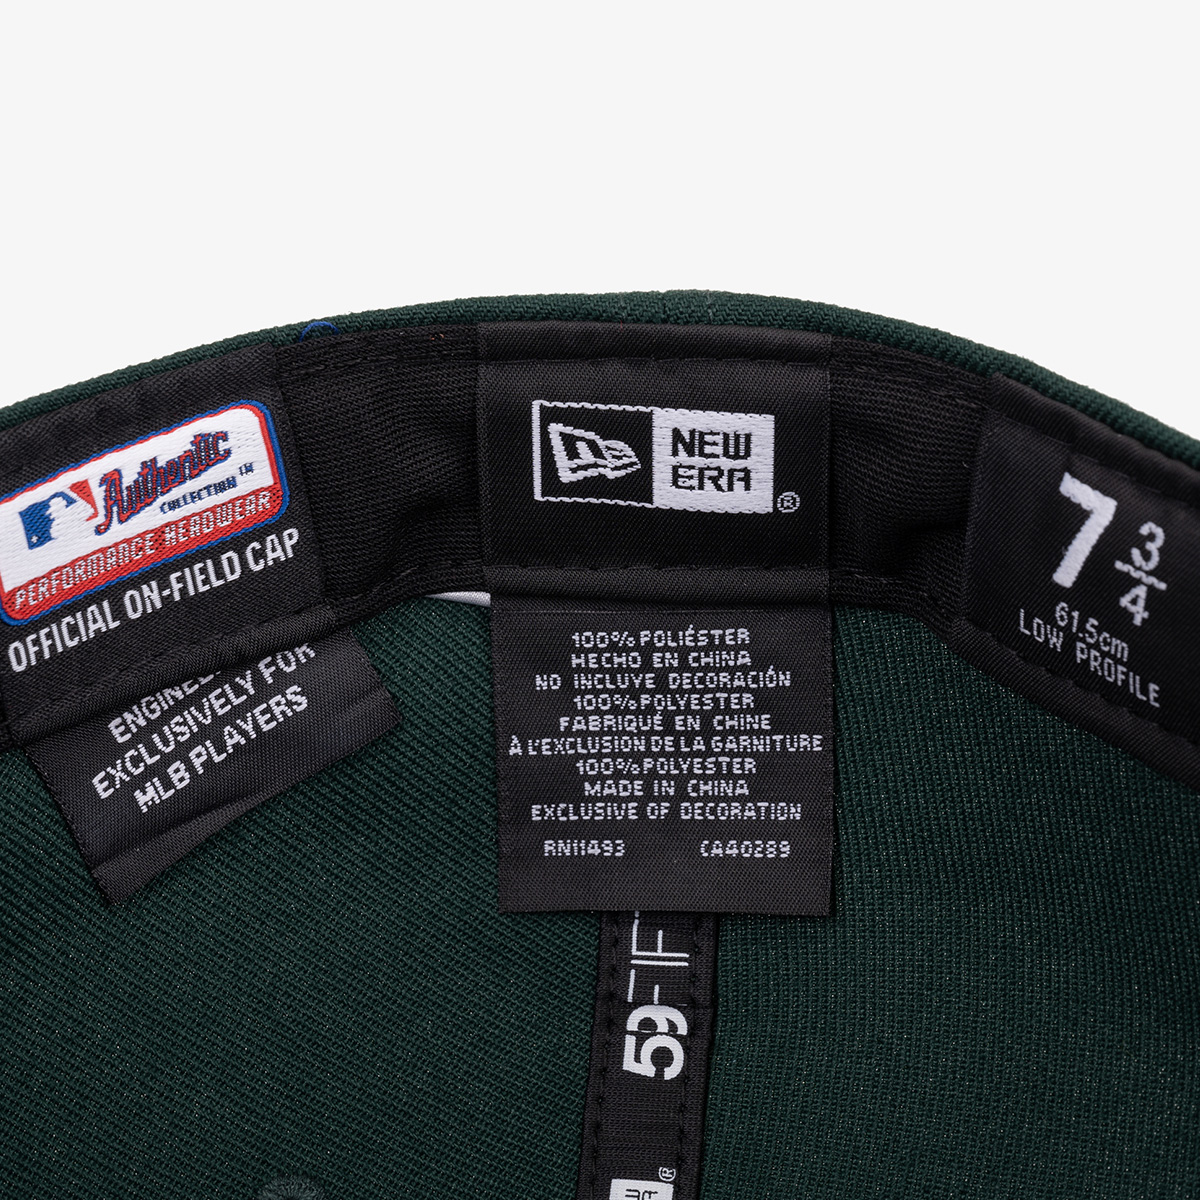 Authentic
COLLECTION™
PERFORMANCE HEADWEAR
OFFICIAL ON-FIELD CAP
EXCLUSIVELY FOR
MLB PLAYERS
NEW
ERA
®
100% POLIÉSTER
HECHO EN CHINA
NO INCLUYE DECORACIÓN
100% POLYESTER
FABRIQUÉ EN CHINE
À L'EXCLUSION DE LA GARNITURE
100% POLYESTER
MADE IN CHINA
EXCLUSIVE OF DECORATION
RN11493 CA40289
7 3/4
61.5cm
LOW PROFILE
59
®